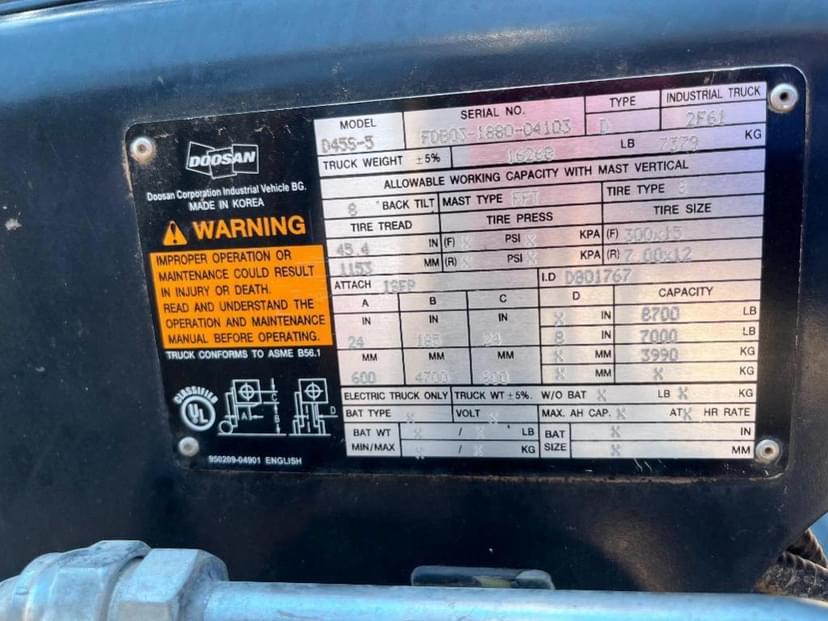 DOOSAN
Doosan Corporation Industrial Vehicle BG.
MADE IN KOREA
WARNING
IMPROPER OPERATION OR
MAINTENANCE COULD RESULT
IN INJURY OR DEATH.
READ AND UNDERSTAND THE
OPERATION AND MAINTENANCE
MANUAL BEFORE OPERATING.
TRUCK CONFORMS TO ASME B56.1
CLASSIFIED
UL
A B C D
950209-04901 ENGLISH
MODEL SERIAL NO. TYPE INDUSTRIAL TRUCK
D45S-5 FDB03-1880-04103 D 2F61
TRUCK WEIGHT ±5% 16268 LB 7379 KG
ALLOWABLE WORKING CAPACITY WITH MAST VERTICAL
8 ° BACK TILT MAST TYPE TIRE TYPE
TIRE TREAD TIRE PRESS TIRE SIZE
45.4 IN (F) X PSI X KPA (F) 300x15
1153 MM (R) X PSI X KPA (R) 7.00x12
ATTACH ISFP I.D D801767
A B C D CAPACITY
IN IN IN X IN 8700 LB
24 185 24 8 IN 7000 LB
MM MM MM X MM 3990 KG
600 4700 600 X MM X KG
ELECTRIC TRUCK ONLY TRUCK WT ±5%. W/O BAT X LB X KG
BAT TYPE X VOLT X MAX. AH CAP. X AT X HR RATE
BAT WT X / X LB BAT X IN
MIN/MAX X / X KG SIZE X MM